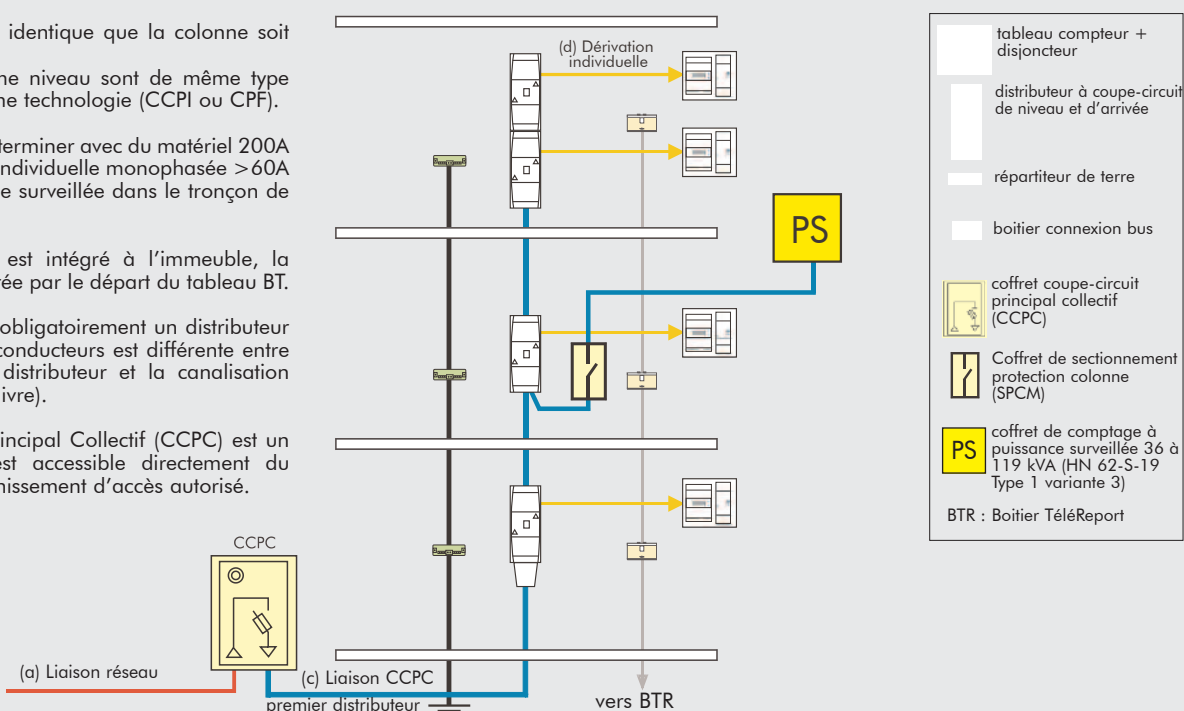 identique que la colonne soit
ne niveau sont de même type
ne technologie (CCPI ou CPF).
terminer avec du matériel 200A
individuelle monophasée >60A
e surveillée dans le tronçon de
est intégré à l'immeuble, la
tée par le départ du tableau BT.
obligatoirement un distributeur
conducteurs est différente entre
distributeur et la canalisation
ivre).
incipal Collectif (CCPC) est un
est accessible directement du
nissement d'accès autorisé.
(d) Dérivation
individuelle
PS
CCPC
(a) Liaison réseau
(c) Liaison CCPC
premier distributeur
vers BTR
tableau compteur +
disjoncteur
distributeur à coupe-circuit
de niveau et d'arrivée
répartiteur de terre
boitier connexion bus
coffret coupe-circuit
principal collectif
(CCPC)
Coffret de sectionnement
protection colonne
(SPCM)
PS
coffret de comptage à
puissance surveillée 36 à
119 kVA (HN 62-S-19
Type 1 variante 3)
BTR : Boitier TéléReport